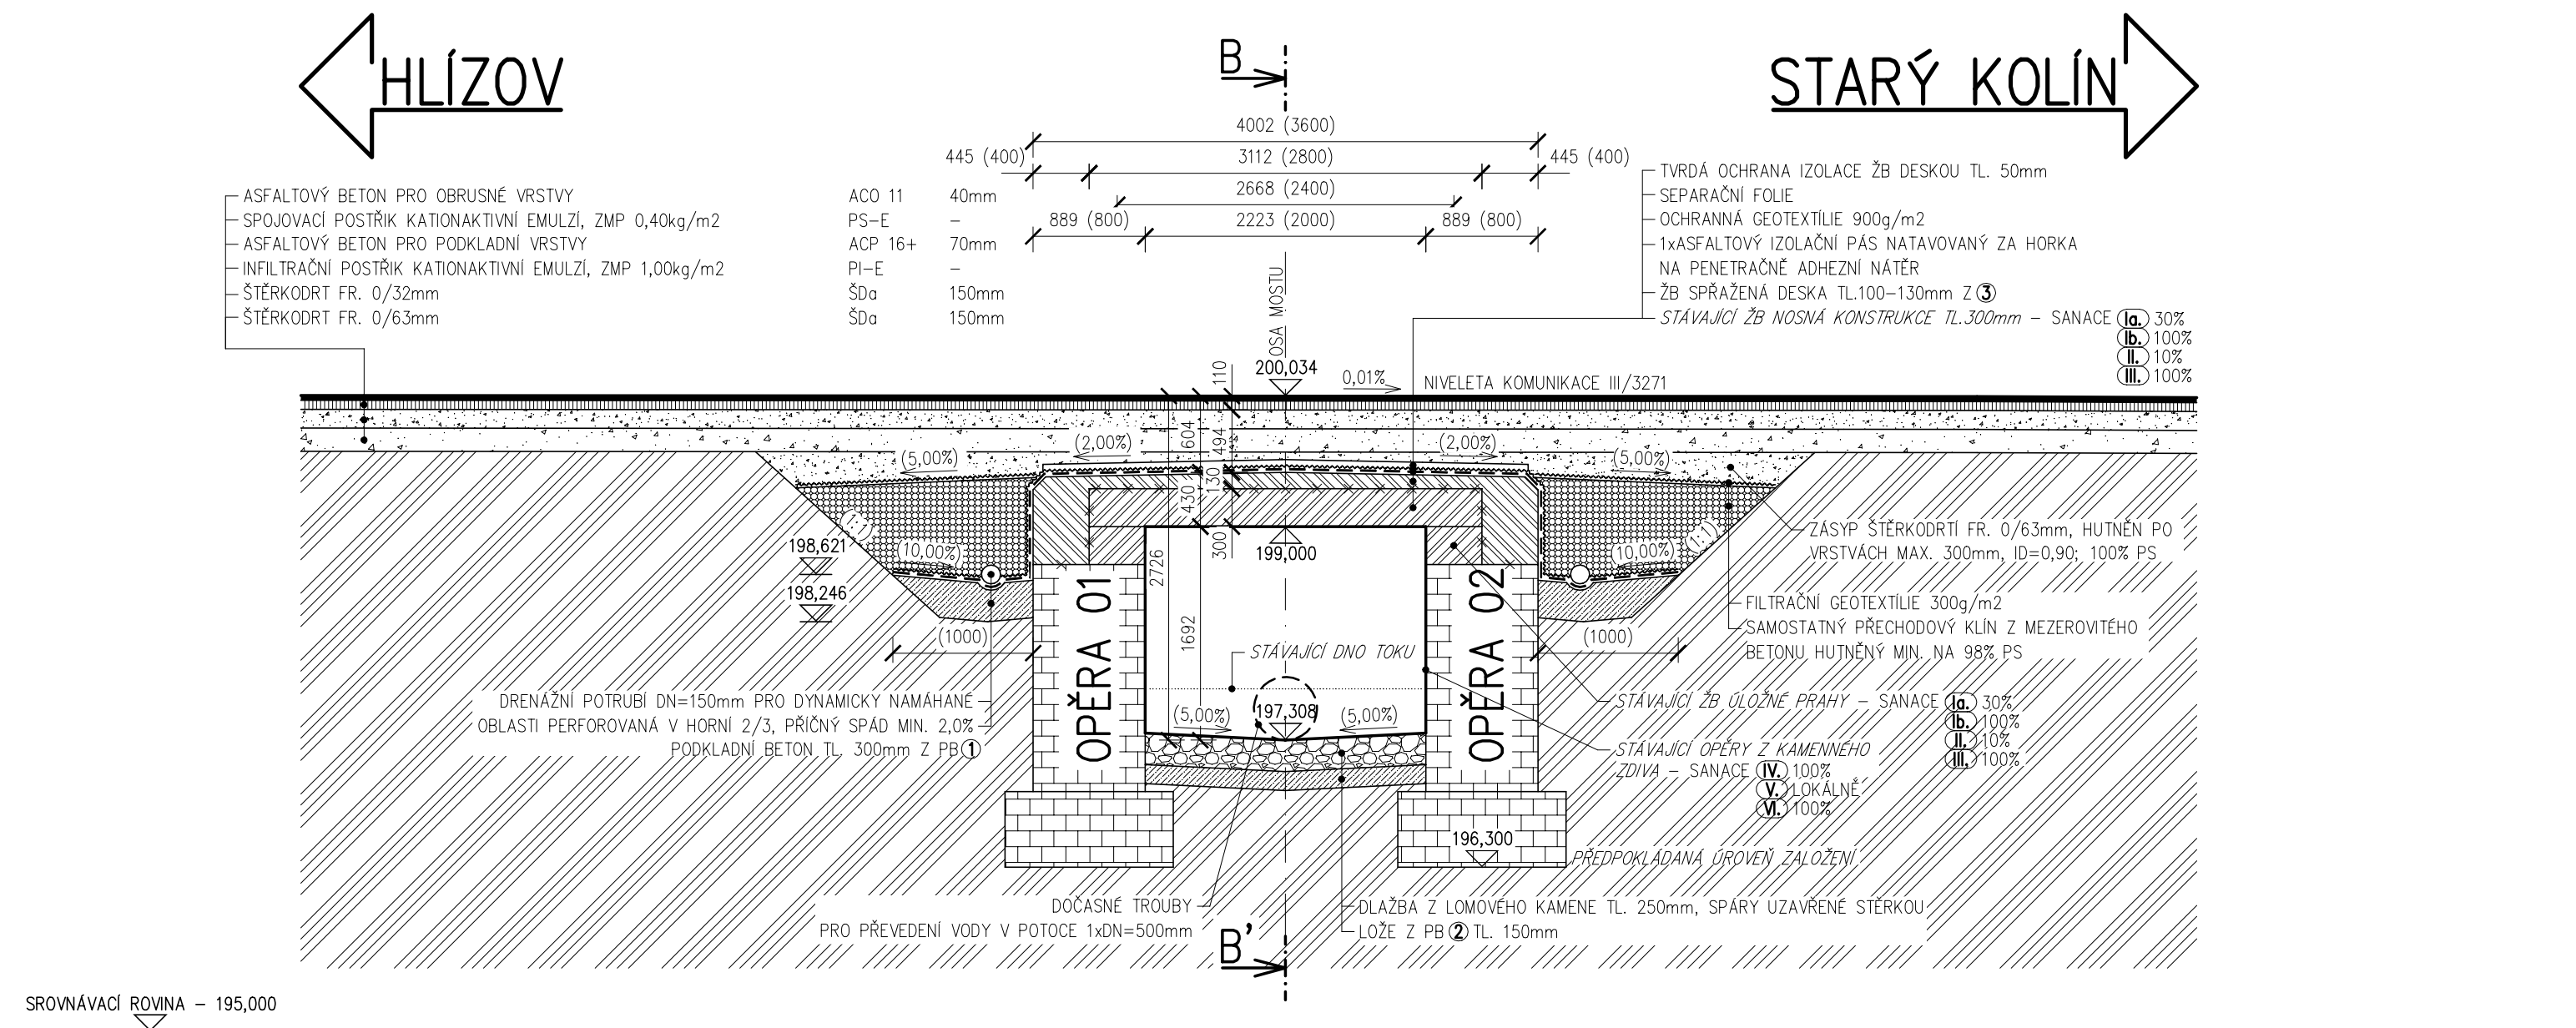 HLÍZOV
STARÝ KOLÍN
B
4002 (3600)
445 (400)
3112 (2800)
445 (400)
2668 (2400)
889 (800)
2223 (2000)
889 (800)
ASFALTOVÝ BETON PRO OBRUSNÉ VRSTVY ACO 11 40mm
SPOJOVACÍ POSTŘIK KATIONAKTIVNÍ EMULZÍ, ZMP 0,40kg/m2 PS-E -
ASFALTOVÝ BETON PRO PODKLADNÍ VRSTVY ACP 16+ 70mm
INFILTRAČNÍ POSTŘIK KATIONAKTIVNÍ EMULZÍ, ZMP 1,00kg/m2 PI-E -
ŠTĚRKODRT FR. 0/32mm ŠDa 150mm
ŠTĚRKODRT FR. 0/63mm ŠDa 150mm
TVRDÁ OCHRANA IZOLACE ŽB DESKOU TL. 50mm
SEPARAČNÍ FOLIE
OCHRANNÁ GEOTEXTÍLIE 900g/m2
1xASFALTOVÝ IZOLAČNÍ PÁS NATAVOVANÝ ZA HORKA
NA PENETRAČNĚ ADHEZNÍ NÁTĚR
ŽB SPŘAŽENÁ DESKA TL.100-130mm Z 3
STÁVAJÍCÍ ŽB NOSNÁ KONSTRUKCE TL.300mm - SANACE Ia. 30%
Ib. 100%
II. 10%
III. 100%
OSA MOSTU
200,034
0,01%
NIVELETA KOMUNIKACE III/3271
110
604
494
(2,00%)
(2,00%)
(5,00%)
(5,00%)
130
430
300
199,000
2726
1692
(1:1)
(1:1)
(10,00%)
(10,00%)
198,621
198,246
(1000)
(1000)
OPĚRA 01
OPĚRA 02
STÁVAJÍCÍ DNO TOKU
(5,00%)
197,308
(5,00%)
ZÁSYP ŠTĚRKODRTÍ FR. 0/63mm, HUTNĚN PO
VRSTVÁCH MAX. 300mm, ID=0,90; 100% PS
FILTRAČNÍ GEOTEXTÍLIE 300g/m2
SAMOSTATNÝ PŘECHODOVÝ KLÍN Z MEZEROVITÉHO
BETONU HUTNĚNÝ MIN. NA 98% PS
DRENÁŽNÍ POTRUBÍ DN=150mm PRO DYNAMICKY NAMÁHANÉ
OBLASTI PERFOROVANÁ V HORNÍ 2/3, PŘÍČNÝ SPÁD MIN. 2,0%
PODKLADNÍ BETON TL. 300mm Z PB 1
STÁVAJÍCÍ ŽB ÚLOŽNÉ PRAHY - SANACE Ia. 30%
Ib. 100%
II. 10%
III. 100%
STÁVAJÍCÍ OPĚRY Z KAMENNÉHO
ZDIVA - SANACE IV. 100%
V. LOKÁLNĚ
VI. 100%
196,300
PŘEDPOKLÁDANÁ ÚROVEŇ ZALOŽENÍ
DOČASNÉ TROUBY
PRO PŘEVEDENÍ VODY V POTOCE 1xDN=500mm
DLAŽBA Z LOMOVÉHO KAMENE TL. 250mm, SPÁRY UZAVŘENÉ STĚRKOU
LOŽE Z PB 2 TL. 150mm
B'
SROVNÁVACÍ ROVINA - 195,000